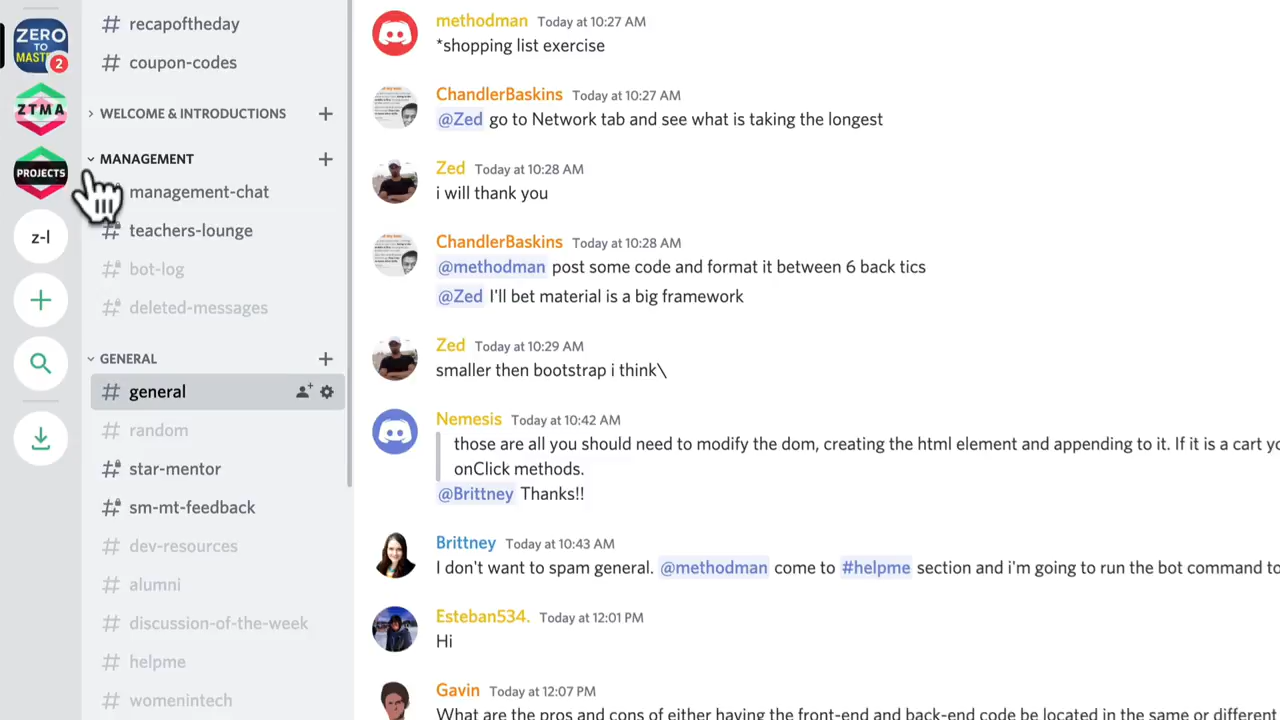 ZERO
TO
2
ZTMA
PROJECTS
z-l
recapoftheday
coupon-codes
WELCOME & INTRODUCTIONS
MANAGEMENT
management-chat
teachers-lounge
bot-log
deleted-messages
GENERAL
general
random
star-mentor
sm-mt-feedback
dev-resources
alumni
discussion-of-the-week
helpme
womenintech
methodman Today at 10:27 AM
*shopping list exercise
ChandlerBaskins Today at 10:27 AM
@Zed go to Network tab and see what is taking the longest
Zed Today at 10:28 AM
i will thank you
ChandlerBaskins Today at 10:28 AM
@methodman post some code and format it between 6 back tics
@Zed I'll bet material is a big framework
Zed Today at 10:29 AM
smaller then bootstrap i think\
Nemesis Today at 10:42 AM
those are all you should need to modify the dom, creating the html element and appending to it. If it is a cart
onClick methods.
@Brittney Thanks!!
Brittney Today at 10:43 AM
I don't want to spam general. @methodman come to #helpme section and i'm going to run the bot command to
Esteban534. Today at 12:01 PM
Hi
Gavin Today at 12:07 PM
What are the pros and cons of either having the front-end and back-end code be located in the same or different